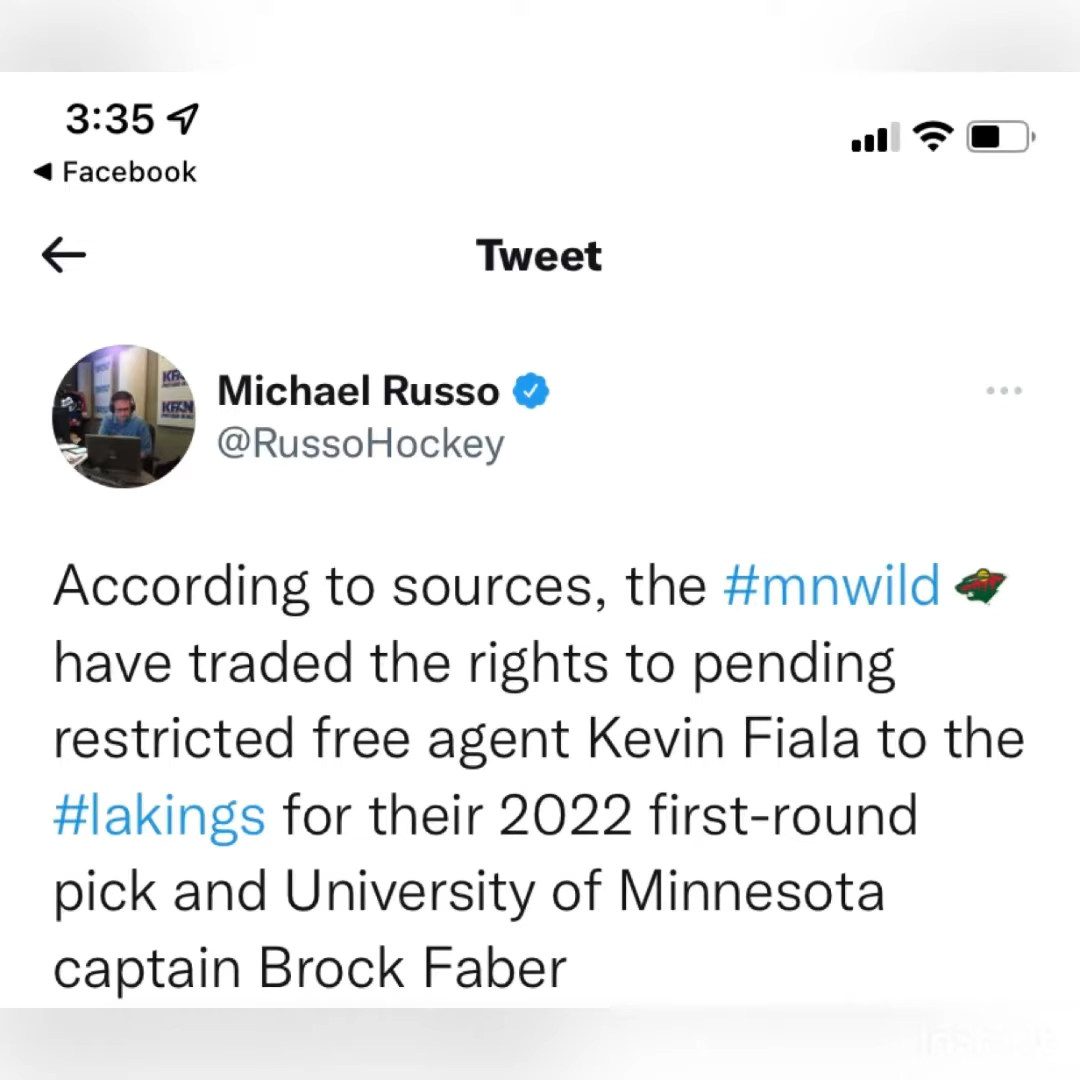 3:35
◀ Facebook
Tweet
Michael Russo
@RussoHockey
KFAN
According to sources, the #mnwild
have traded the rights to pending
restricted free agent Kevin Fiala to the
#lakings for their 2022 first-round
pick and University of Minnesota
captain Brock Faber